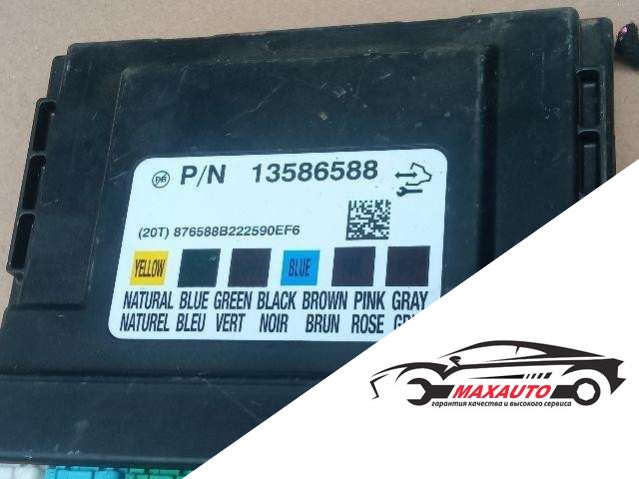 P/N 13586588
(20T) 876588B222590EF6
YELLOW BLUE
NATURAL BLUE GREEN BLACK BROWN PINK GRAY
NATUREL BLEU VERT NOIR BRUN ROSE
MAXAUTO
гарантия качества и высокого сервиса